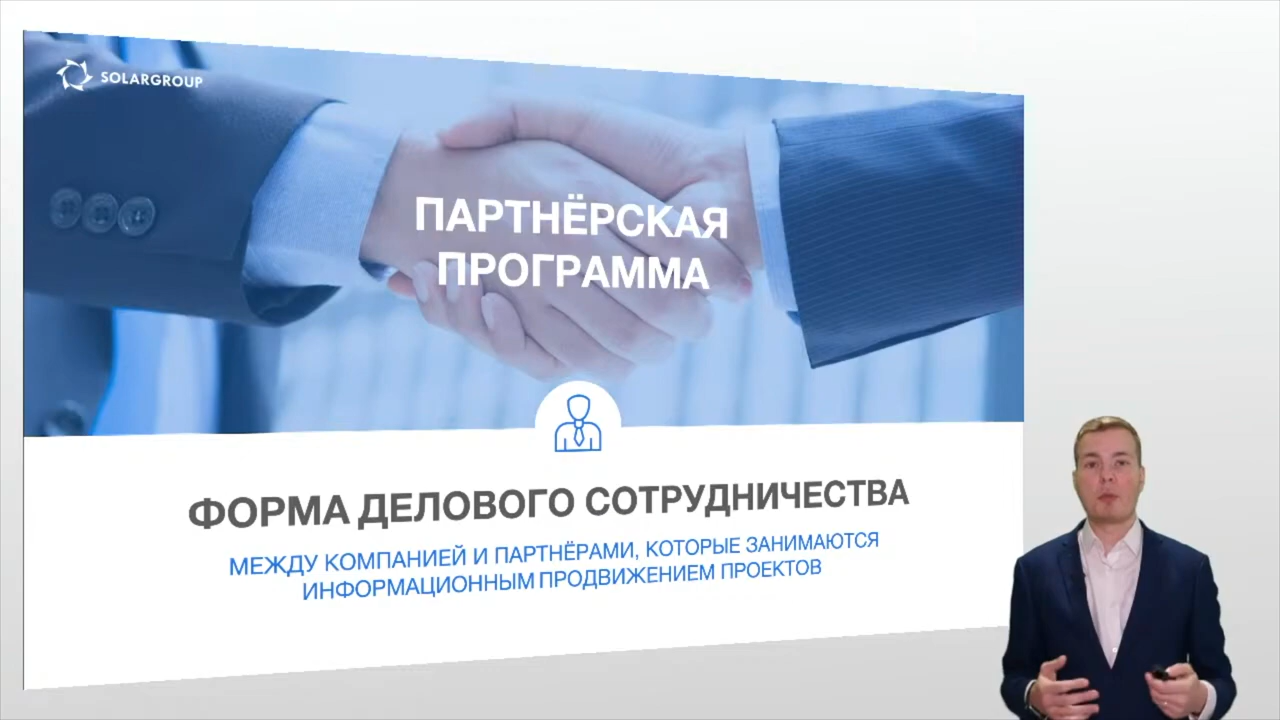 SOLARGROUP
ПАРТНЁРСКАЯ
ПРОГРАММА
ФОРМА ДЕЛОВОГО СОТРУДНИЧЕСТВА
МЕЖДУ КОМПАНИЕЙ И ПАРТНЁРАМИ, КОТОРЫЕ ЗАНИМАЮТСЯ
ИНФОРМАЦИОННЫМ ПРОДВИЖЕНИЕМ ПРОЕКТОВ